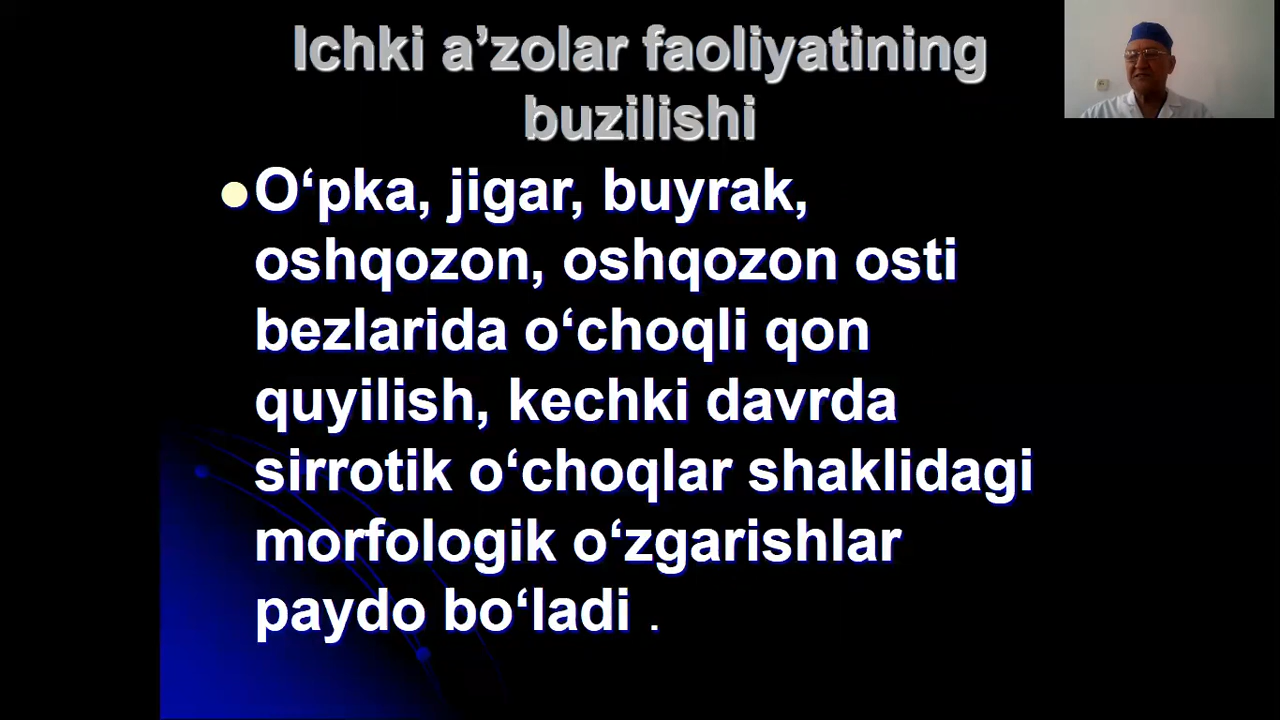 Ichki a’zolar faoliyatining
buzilishi
O‘pka, jigar, buyrak,
oshqozon, oshqozon osti
bezlarida o‘choqli qon
quyilish, kechki davrda
sirrotik o‘choqlar shaklidagi
morfologik o‘zgarishlar
paydo bo‘ladi .